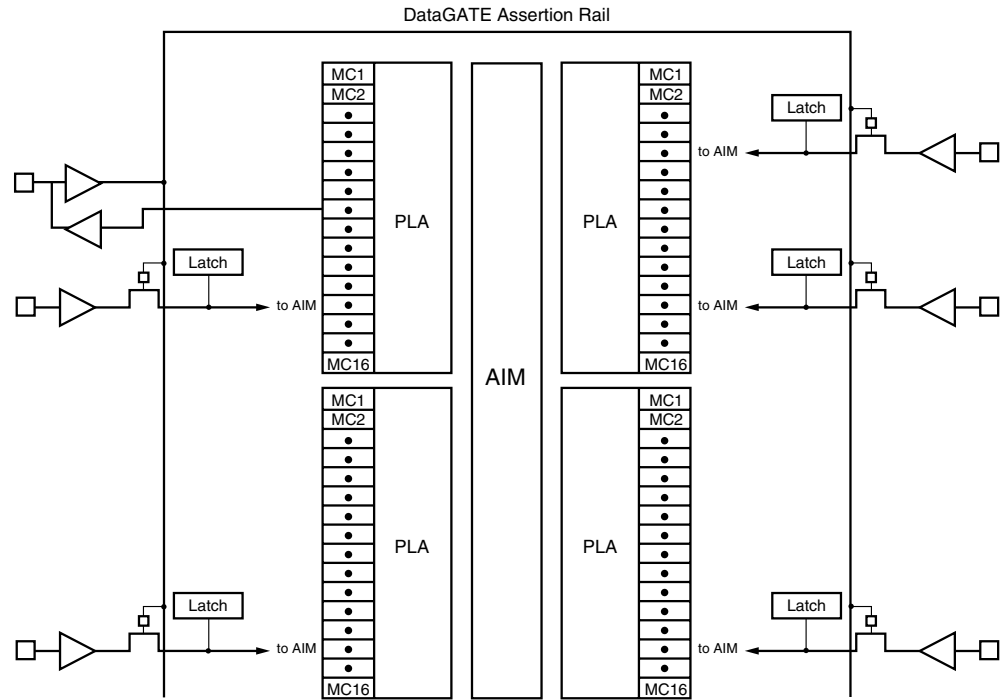 DataGATE Assertion Rail
MC1
MC2
PLA
MC16
MC1
MC2
PLA
MC16
AIM
MC1
MC2
PLA
MC16
MC1
MC2
PLA
MC16
Latch
to AIM
Latch
to AIM
Latch
to AIM
Latch
to AIM
Latch
to AIM